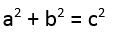 a² + b² = c²